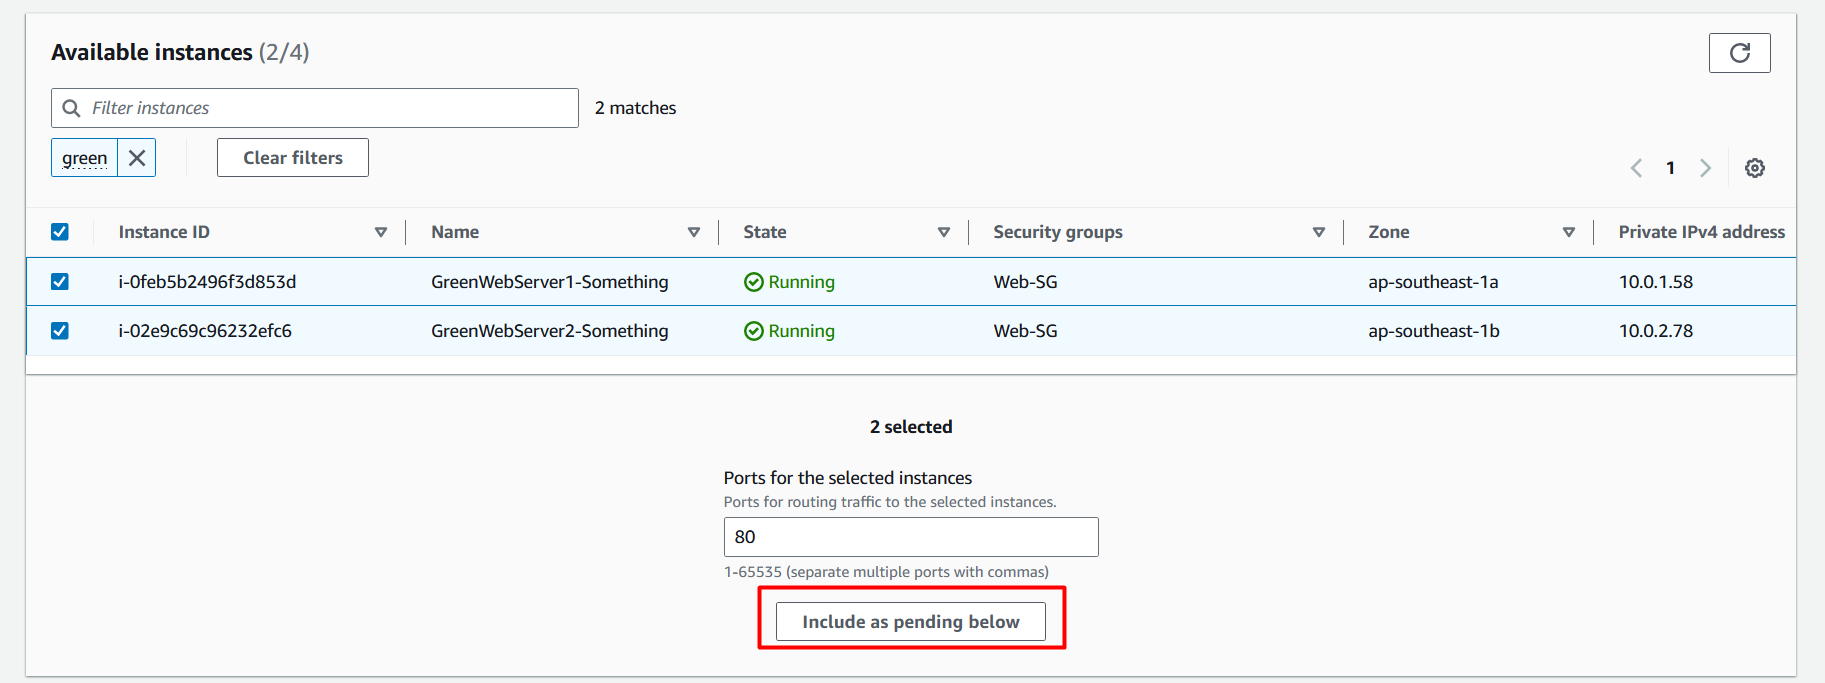 Available instances (2/4)
Filter instances
2 matches
green
Clear filters
1
Instance ID Name State Security groups Zone Private IPv4 address
i-0feb5b2496f3d853d GreenWebServer1-Something Running Web-SG ap-southeast-1a 10.0.1.58
i-02e9c69c96232efc6 GreenWebServer2-Something Running Web-SG ap-southeast-1b 10.0.2.78
2 selected
Ports for the selected instances
Ports for routing traffic to the selected instances.
80
1-65535 (separate multiple ports with commas)
Include as pending below